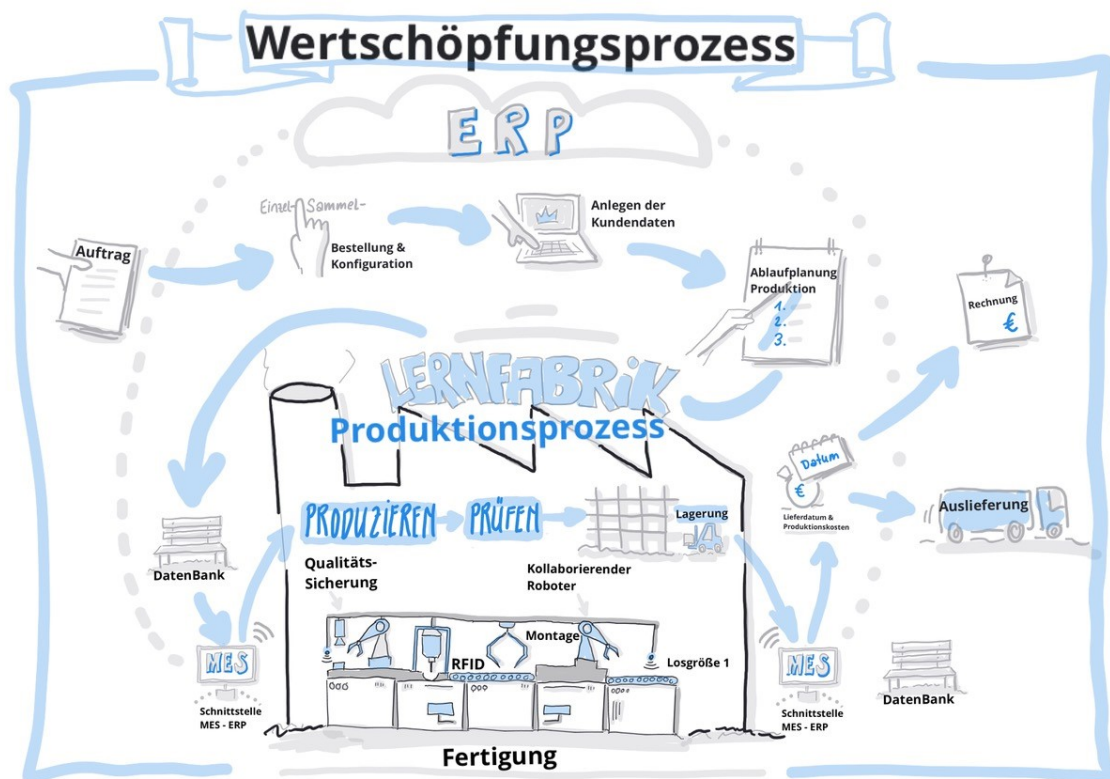 Wertschöpfungsprozess
ERP
Auftrag
Einzel- Sammel-
Bestellung &
Konfiguration
Anlegen der
Kundendaten
Ablaufplanung
Produktion
1.
2.
3.
Rechnung
€
LERNFABRIK
Produktionsprozess
Datum
€
Lieferdatum &
Produktionskosten
Auslieferung
PRODUZIEREN
PRÜFEN
Lagerung
DatenBank
Qualitäts-
Sicherung
Kollaborierender
Roboter
Montage
RFID
Losgröße 1
MES
Schnittstelle
MES - ERP
MES
Schnittstelle
MES - ERP
DatenBank
Fertigung